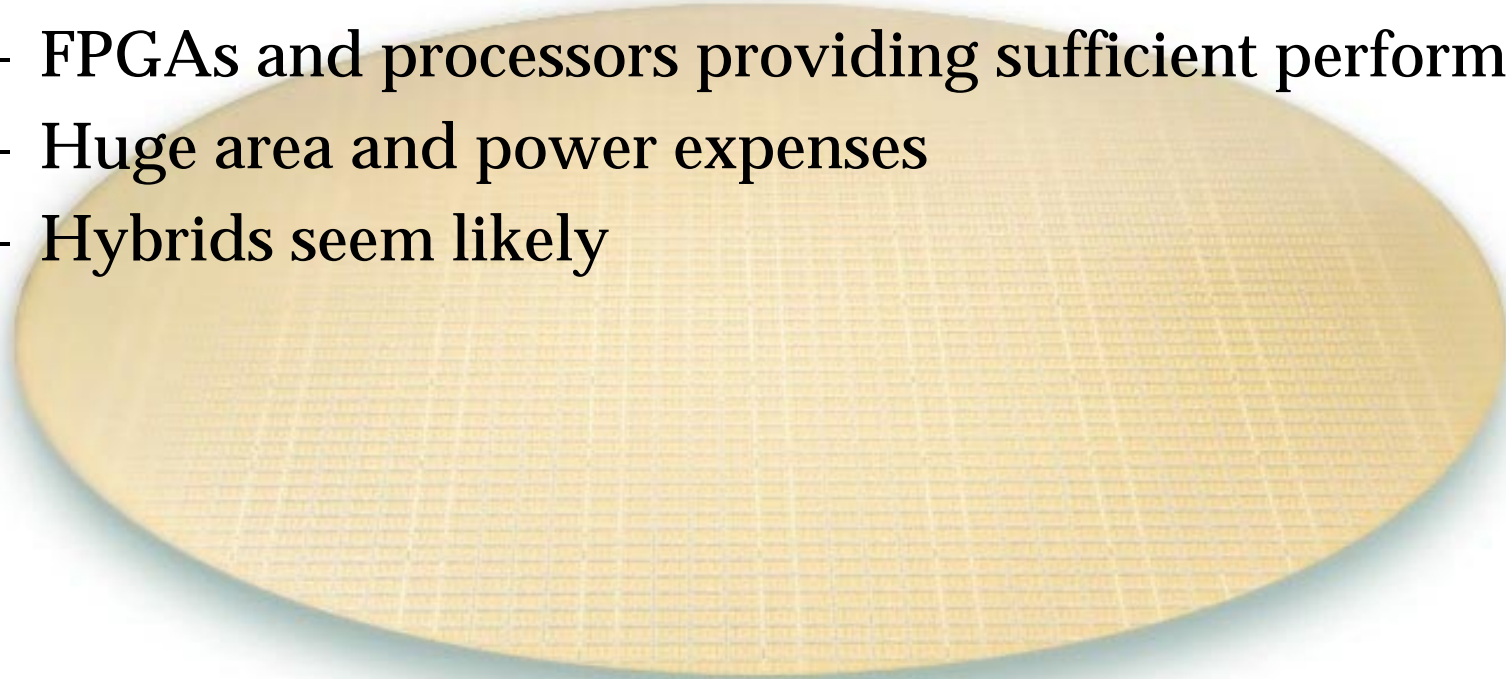 - FPGAs and processors providing sufficient perform
- Huge area and power expenses
- Hybrids seem likely